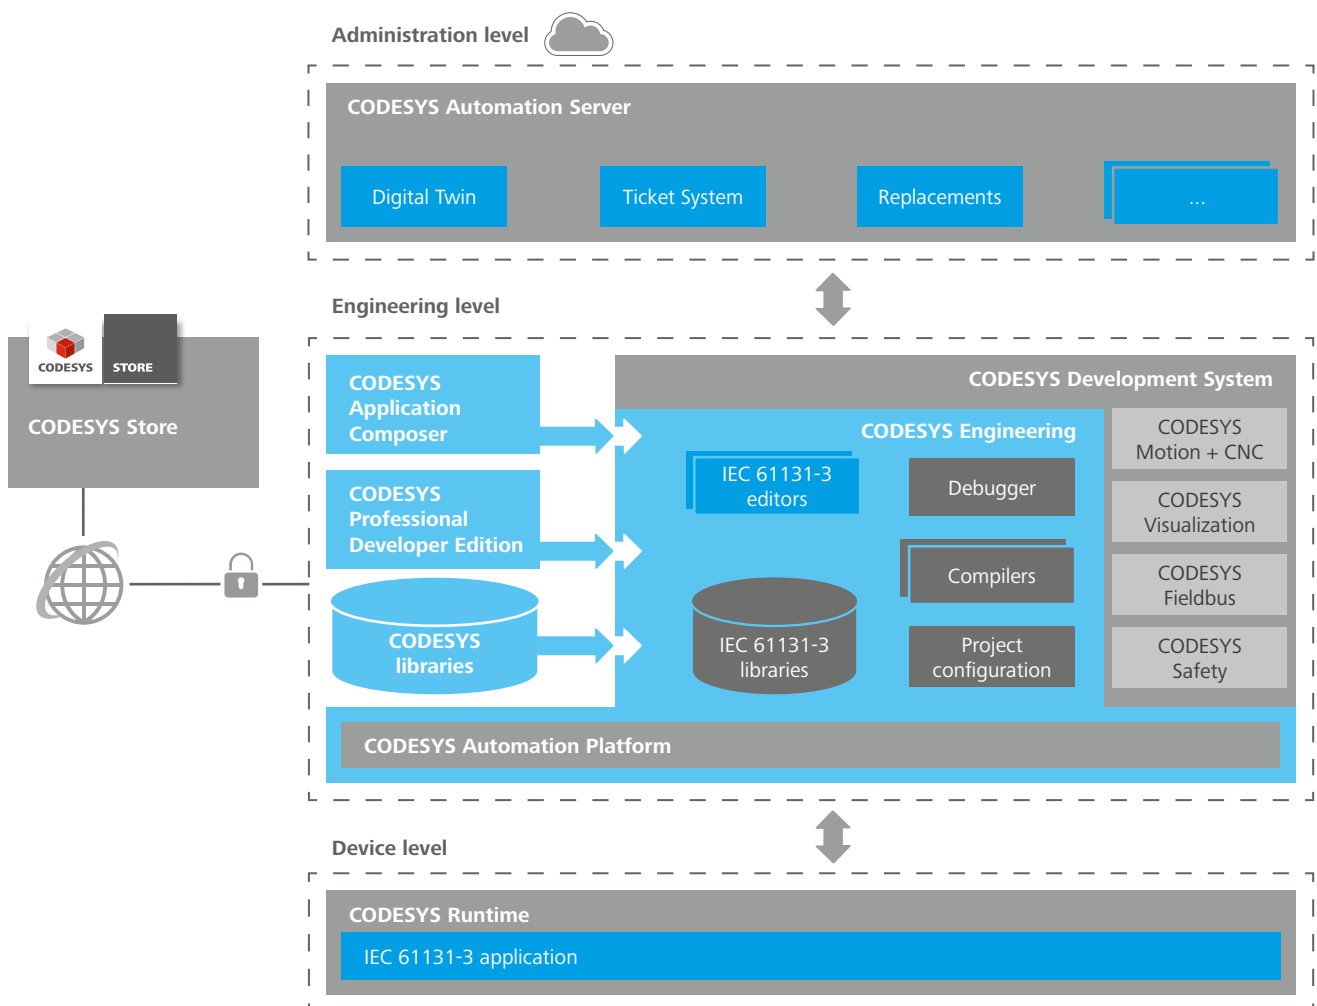 Administration level
CODESYS Automation Server
Digital Twin
Ticket System
Replacements
...
Engineering level
CODESYS
STORE
CODESYS Store
CODESYS
Application
Composer
CODESYS
Professional
Developer Edition
CODESYS
libraries
CODESYS Development System
CODESYS Engineering
IEC 61131-3
editors
Debugger
Compilers
IEC 61131-3
libraries
Project
configuration
CODESYS
Motion + CNC
CODESYS
Visualization
CODESYS
Fieldbus
CODESYS
Safety
CODESYS Automation Platform
Device level
CODESYS Runtime
IEC 61131-3 application